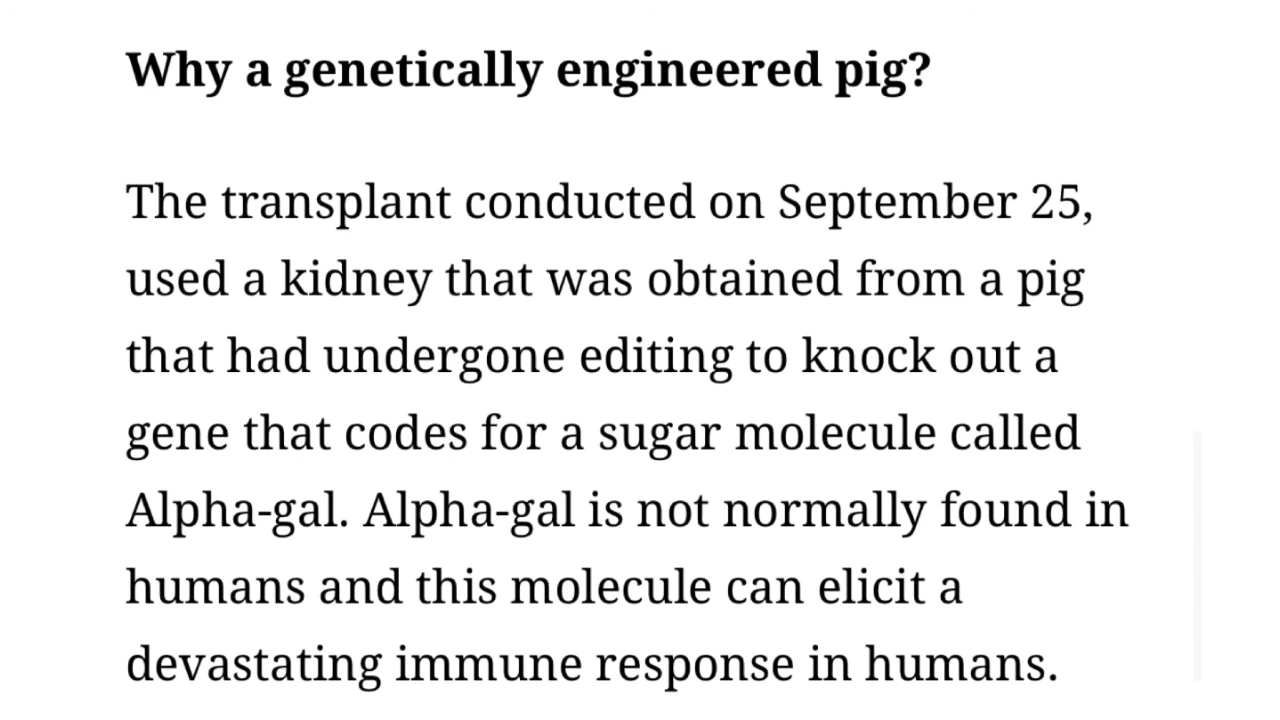 Why a genetically engineered pig?
The transplant conducted on September 25,
used a kidney that was obtained from a pig
that had undergone editing to knock out a
gene that codes for a sugar molecule called
Alpha-gal. Alpha-gal is not normally found in
humans and this molecule can elicit a
devastating immune response in humans.